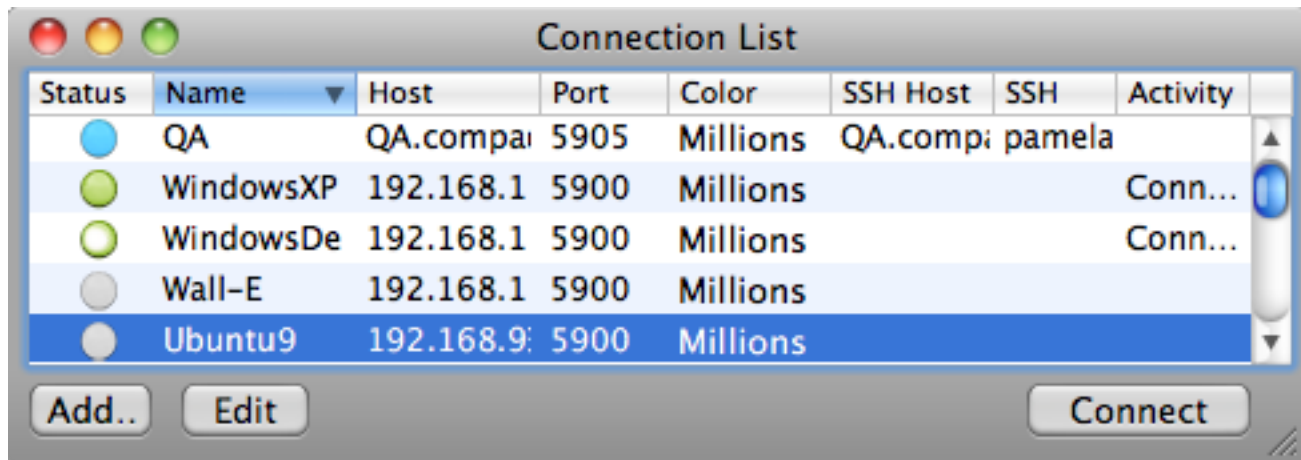 Connection List
Status Name Host Port Color SSH Host SSH Activity
QA QA.compa 5905 Millions QA.comp pamela
WindowsXP 192.168.1 5900 Millions Conn...
WindowsDe 192.168.1 5900 Millions Conn...
Wall-E 192.168.1 5900 Millions
Ubuntu9 192.168.9 5900 Millions
Add.. Edit Connect